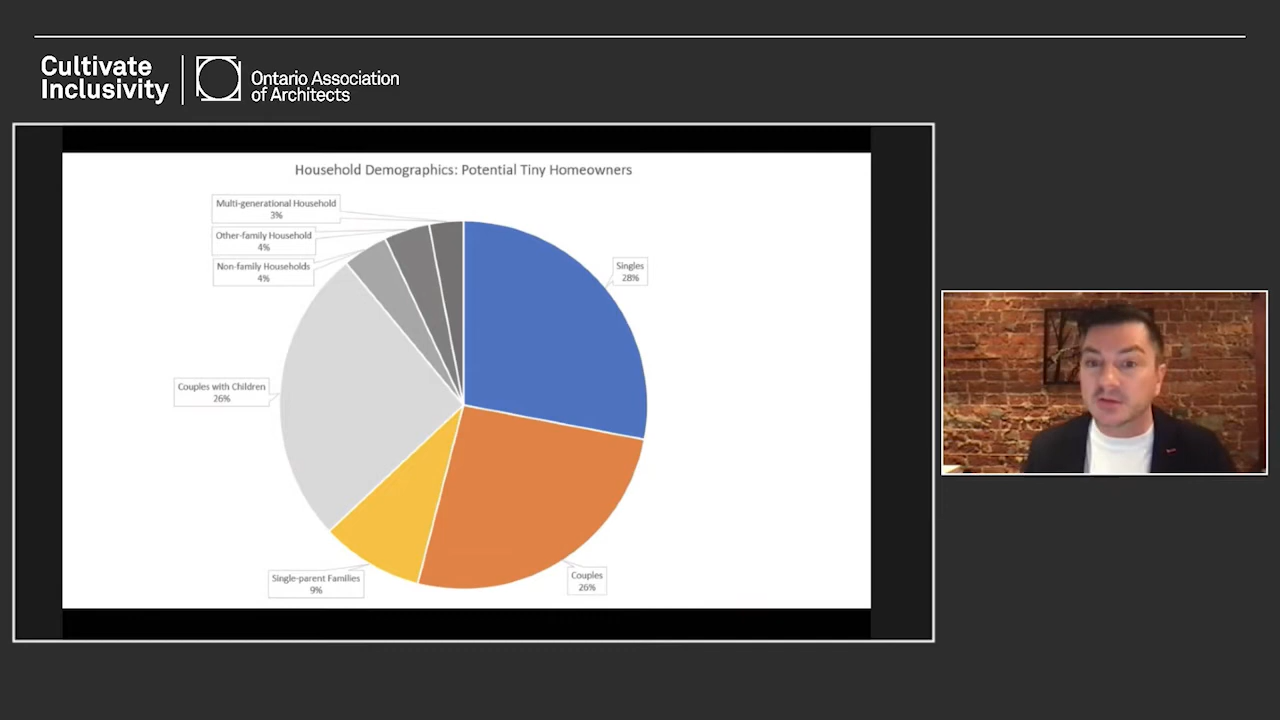 Cultivate
Inclusivity
Ontario Association
of Architects
Household Demographics: Potential Tiny Homeowners
Multi-generational Household
3%
Other-family Household
4%
Non-family Households
4%
Singles
28%
Couples with Children
26%
Single-parent Families
9%
Couples
26%